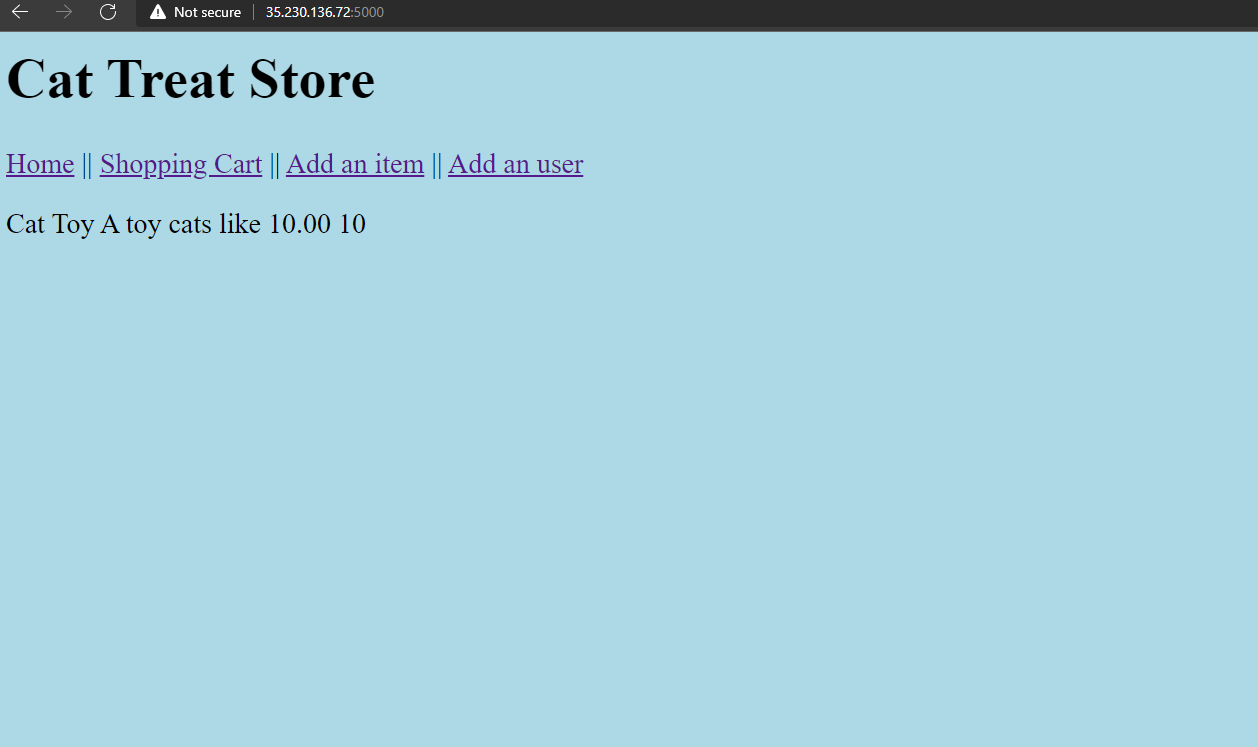 Not secure | 35.230.136.72:5000
Cat Treat Store
Home || Shopping Cart || Add an item || Add an user
Cat Toy A toy cats like 10.00 10